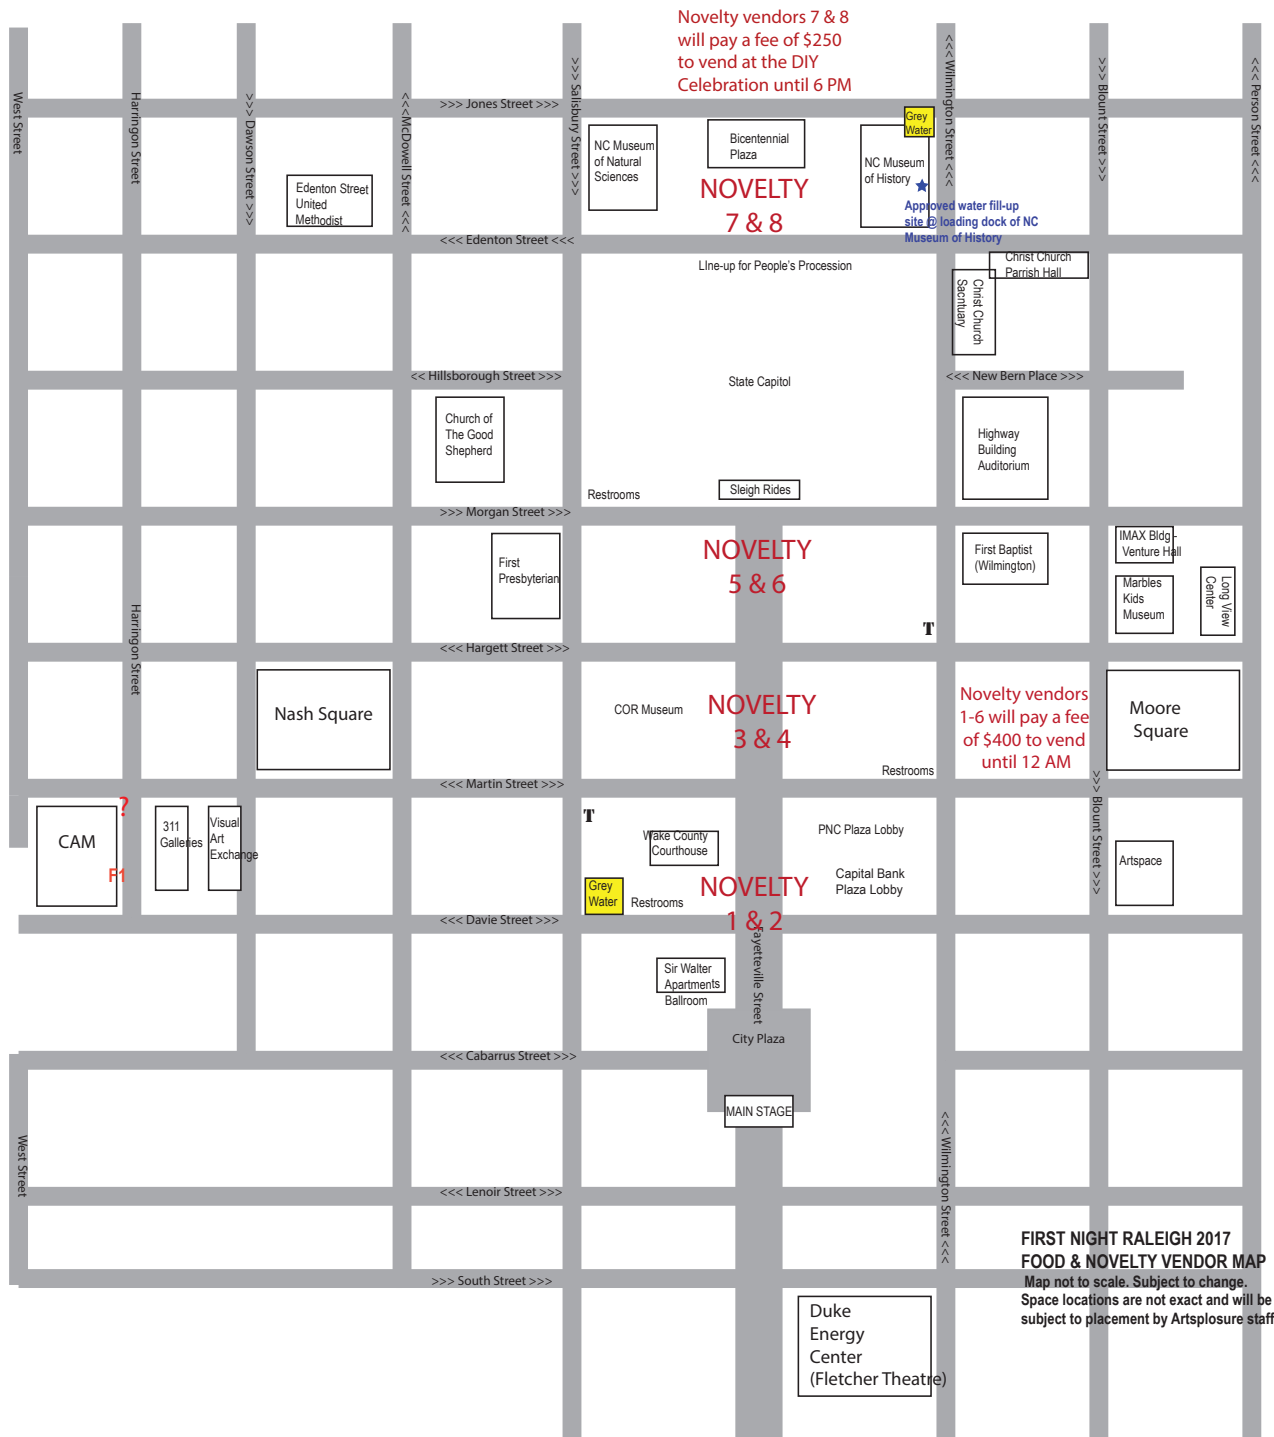 Novelty vendors 7 & 8
will pay a fee of $250
to vend at the DIY
Celebration until 6 PM
West Street
Harringon Street
>>> Dawson Street >>>
<<<McDowell Street <<<
>>> Salisbury Street >>>
<<< Wilmington Street <<<
>>> Blount Street >>>
<<< Person Street <<<
>>> Jones Street >>>
Grey
Water
NC Museum
of Natural
Sciences
Bicentennial
Plaza
NC Museum
of History
Edenton Street
United
Methodist
NOVELTY
7 & 8
Approved water fill-up
site @ loading dock of NC
Museum of History
<<< Edenton Street <<<
LIne-up for People's Procession
Christ Church
Parrish Hall
Christ Church
Sacntuary
<< Hillsborough Street >>>
State Capitol
<<< New Bern Place >>>
Church of
The Good
Shepherd
Highway
Building
Auditorium
Restrooms
Sleigh Rides
>>> Morgan Street >>>
First
Presbyterian
NOVELTY
5 & 6
First Baptist
(Wilmington)
IMAX Bldg -
Venture Hall
Marbles
Kids
Museum
Long View
Center
Harringon Street
T
<<< Hargett Street >>>
Nash Square
COR Museum
NOVELTY
3 & 4
Novelty vendors
1-6 will pay a fee
of $400 to vend
until 12 AM
Moore
Square
Restrooms
<<< Martin Street >>>
>>> Blount Street >>>
?
CAM
F1
311
Galleries
Visual
Art
Exchange
T
Wake County
Courthouse
PNC Plaza Lobby
Capital Bank
Plaza Lobby
Artspace
Grey
Water
Restrooms
NOVELTY
1 & 2
<<< Davie Street >>>
Fayetteville Street
Sir Walter
Apartments
Ballroom
City Plaza
<<< Cabarrus Street >>>
MAIN STAGE
West Street
<<< Wilmington Street <<<
<<< Lenoir Street >>>
>>> South Street >>>
FIRST NIGHT RALEIGH 2017
FOOD & NOVELTY VENDOR MAP
Map not to scale. Subject to change.
Space locations are not exact and will be
subject to placement by Artsplosure staff
Duke
Energy
Center
(Fletcher Theatre)